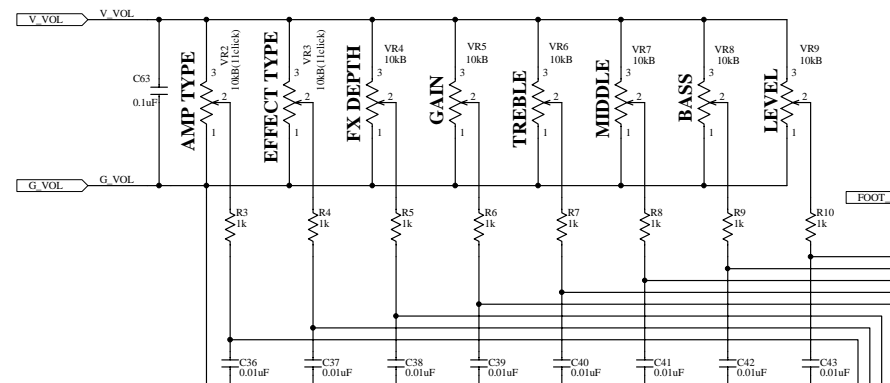 V_VOL V_VOL
C63
0.1uF
AMP TYPE
VR2
10kB(11click)
3
2
1
EFFECT TYPE
VR3
10kB(11click)
3
2
1
FX DEPTH
VR4
10kB
3
2
1
GAIN
VR5
10kB
3
2
1
TREBLE
VR6
10kB
3
2
1
MIDDLE
VR7
10kB
3
2
1
BASS
VR8
10kB
3
2
1
LEVEL
VR9
10kB
3
2
1
G_VOL G_VOL
FOOT_
R3
1k
R4
1k
R5
1k
R6
1k
R7
1k
R8
1k
R9
1k
R10
1k
C36
0.01uF
C37
0.01uF
C38
0.01uF
C39
0.01uF
C40
0.01uF
C41
0.01uF
C42
0.01uF
C43
0.01uF